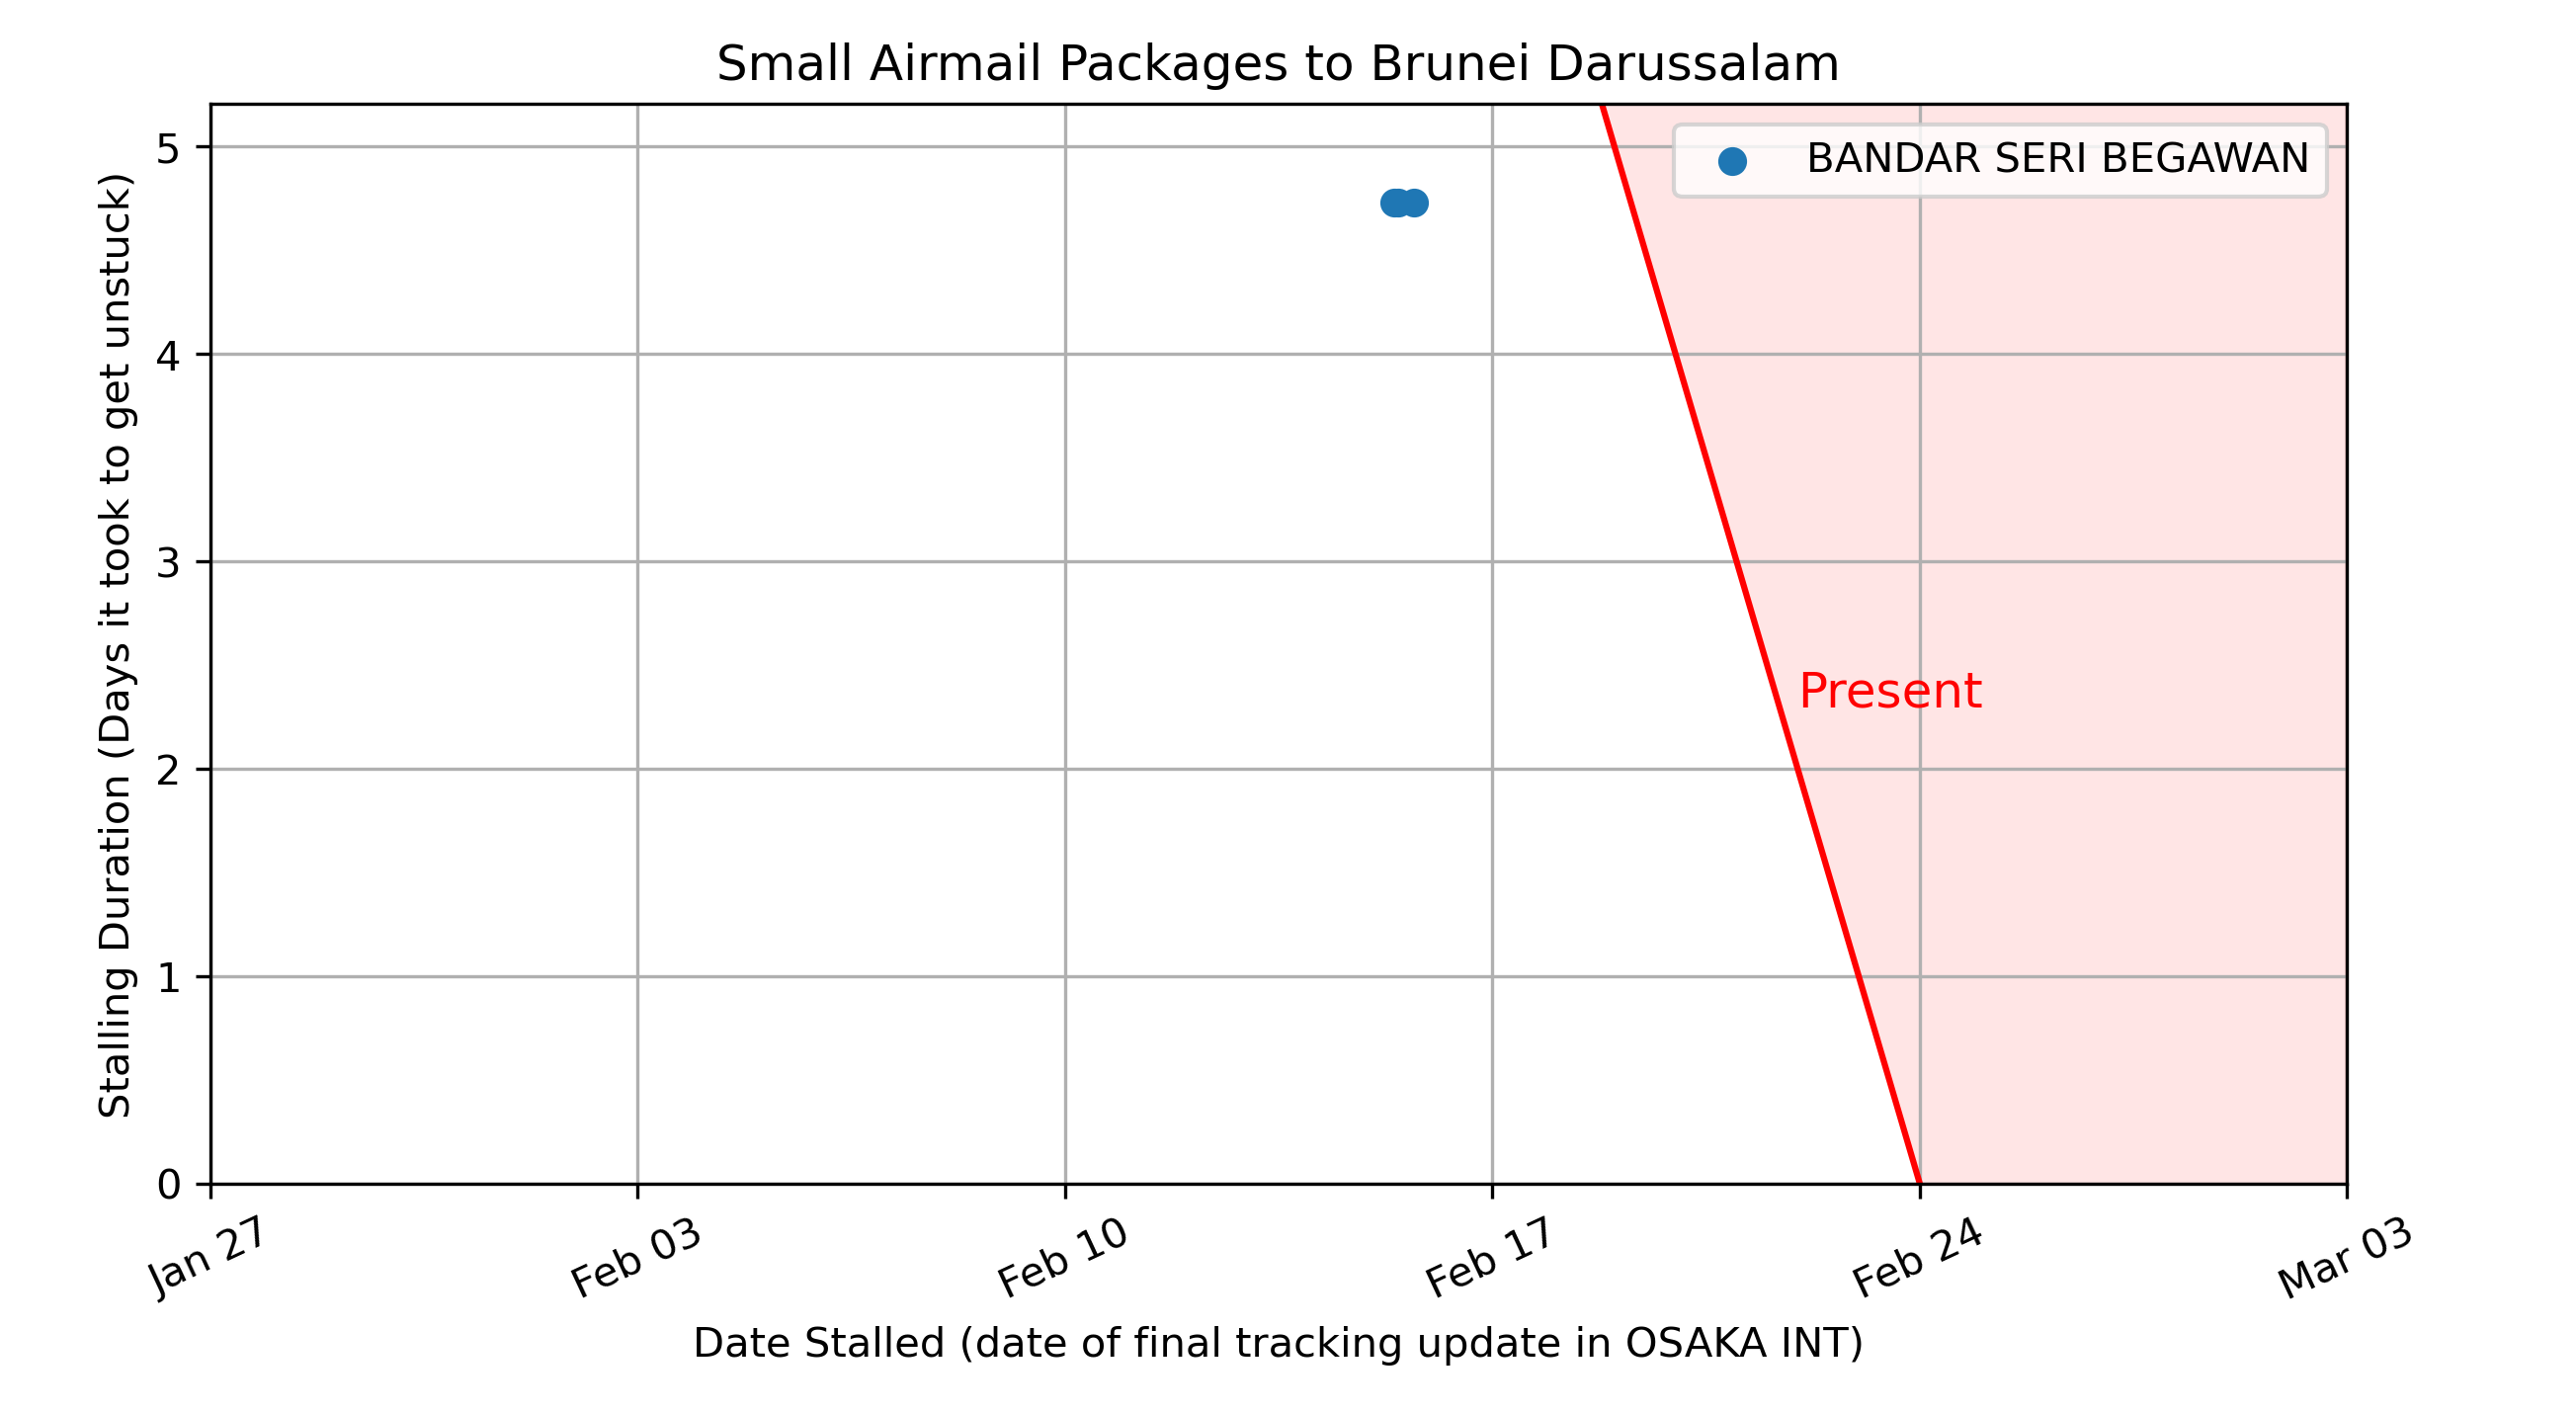 Small Airmail Packages to Brunei Darussalam
BANDAR SERI BEGAWAN
Stalling Duration (Days it took to get unstuck)
5
4
3
2
1
0
Present
Jan 27
Feb 03
Feb 10
Feb 17
Feb 24
Mar 03
Date Stalled (date of final tracking update in OSAKA INT)